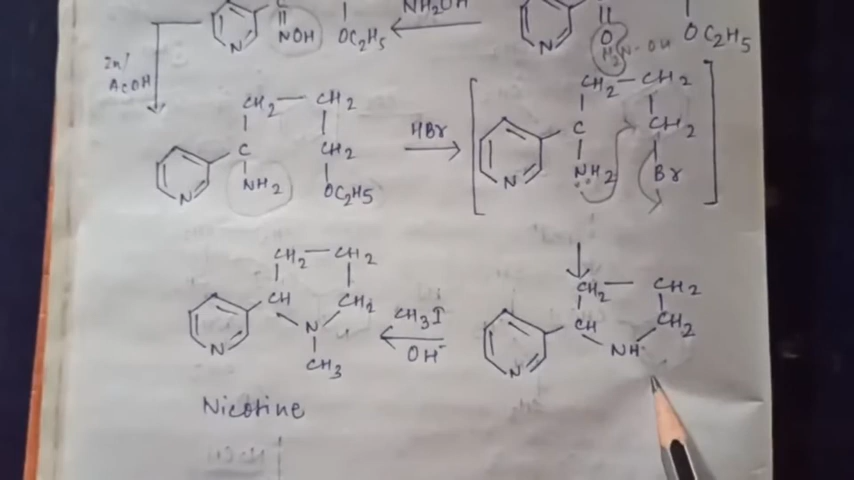 NH2OH
N NOH OC2H5 N O OC2H5
H2N-OH
Zn/
AcOH
CH2-CH2
C CH2
N NH2 OC2H5
HBr
CH2-CH2
C CH2
N NH2 Br
CH2-CH2
CH CH2
N N
CH3
CH3I
OH-
CH2-CH2
CH CH2
N NH
Nicotine